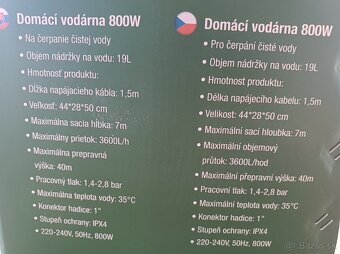 Domácí vodárna 800W
Na čerpanie čistej vody
Objem nádržky na vodu: 19L
Hmotnosť produktu:
Dĺžka napájacieho kábla: 1,5m
Veľkosť: 44*28*50 cm
Maximálna sacia hĺbka: 7m
Maximálny prietok: 3600L/h
Maximálna prepravná
výška: 40m
Pracovný tlak: 1,4-2,8 bar
Maximálna teplota vody: 35°C
Konektor hadice: 1"
Stupeň ochrany: IPX4
220-240V, 50Hz, 800W
Domácí vodárna 800W
Pro čerpání čisté vody
Objem nádržky na vodu: 19L
Hmotnost produktu:
Délka napájecího kabelu: 1,5m
Velikost: 44*28*50 cm
Maximální sací hloubka: 7m
Maximální objemový
průtok: 3600L/hod
Maximální přepravní výška: 40m
Pracovní tlak: 1,4-2,8 bar
Maximální teplota vody: 35°C
Konektor hadice: 1"
Stupeň ochrany: IPX4
220-240V, 50Hz, 800W